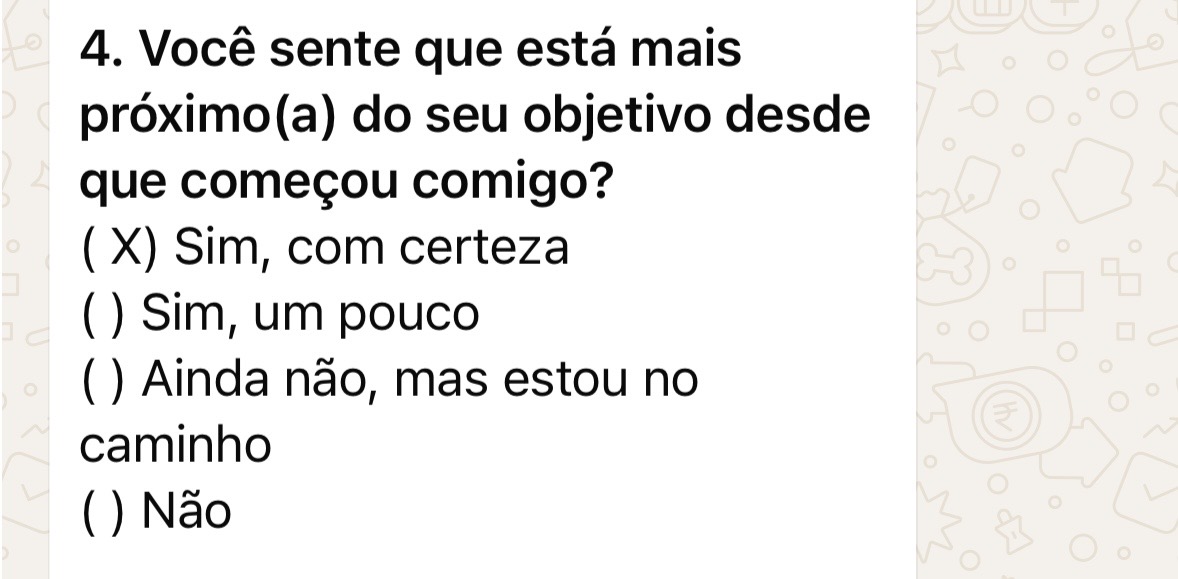 4. Você sente que está mais
próximo(a) do seu objetivo desde
que começou comigo?
( X) Sim, com certeza
( ) Sim, um pouco
( ) Ainda não, mas estou no
caminho
( ) Não